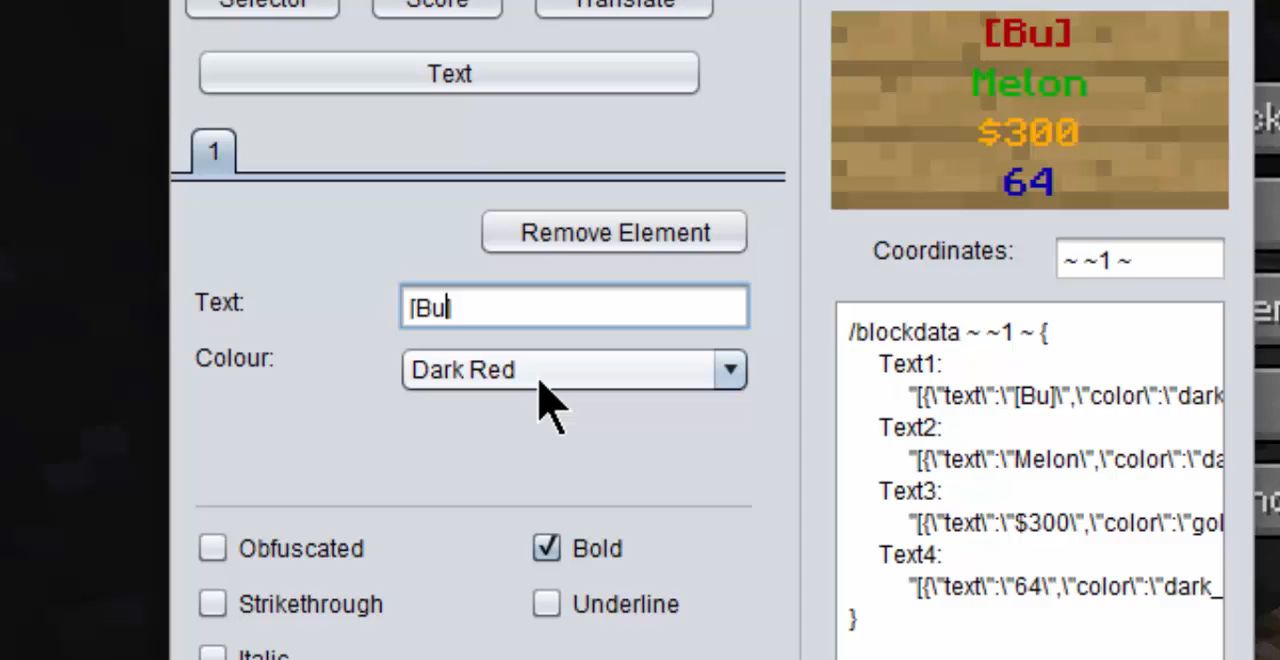 Selector Score Translate
Text
1
Remove Element
Text: [Bu]
Colour: Dark Red
Obfuscated Bold
Strikethrough Underline
Italic
[Bu]
Melon
$300
64
Coordinates: ~ ~1 ~
/blockdata ~ ~1 ~ {
Text1:
"[{\"text\":\"[Bu]\",\"color\":\"dark
Text2:
"[{\"text\":\"Melon\",\"color\":\"da
Text3:
"[{\"text\":\"$300\",\"color\":\"gol
Text4:
"[{\"text\":\"64\",\"color\":\"dark_
}